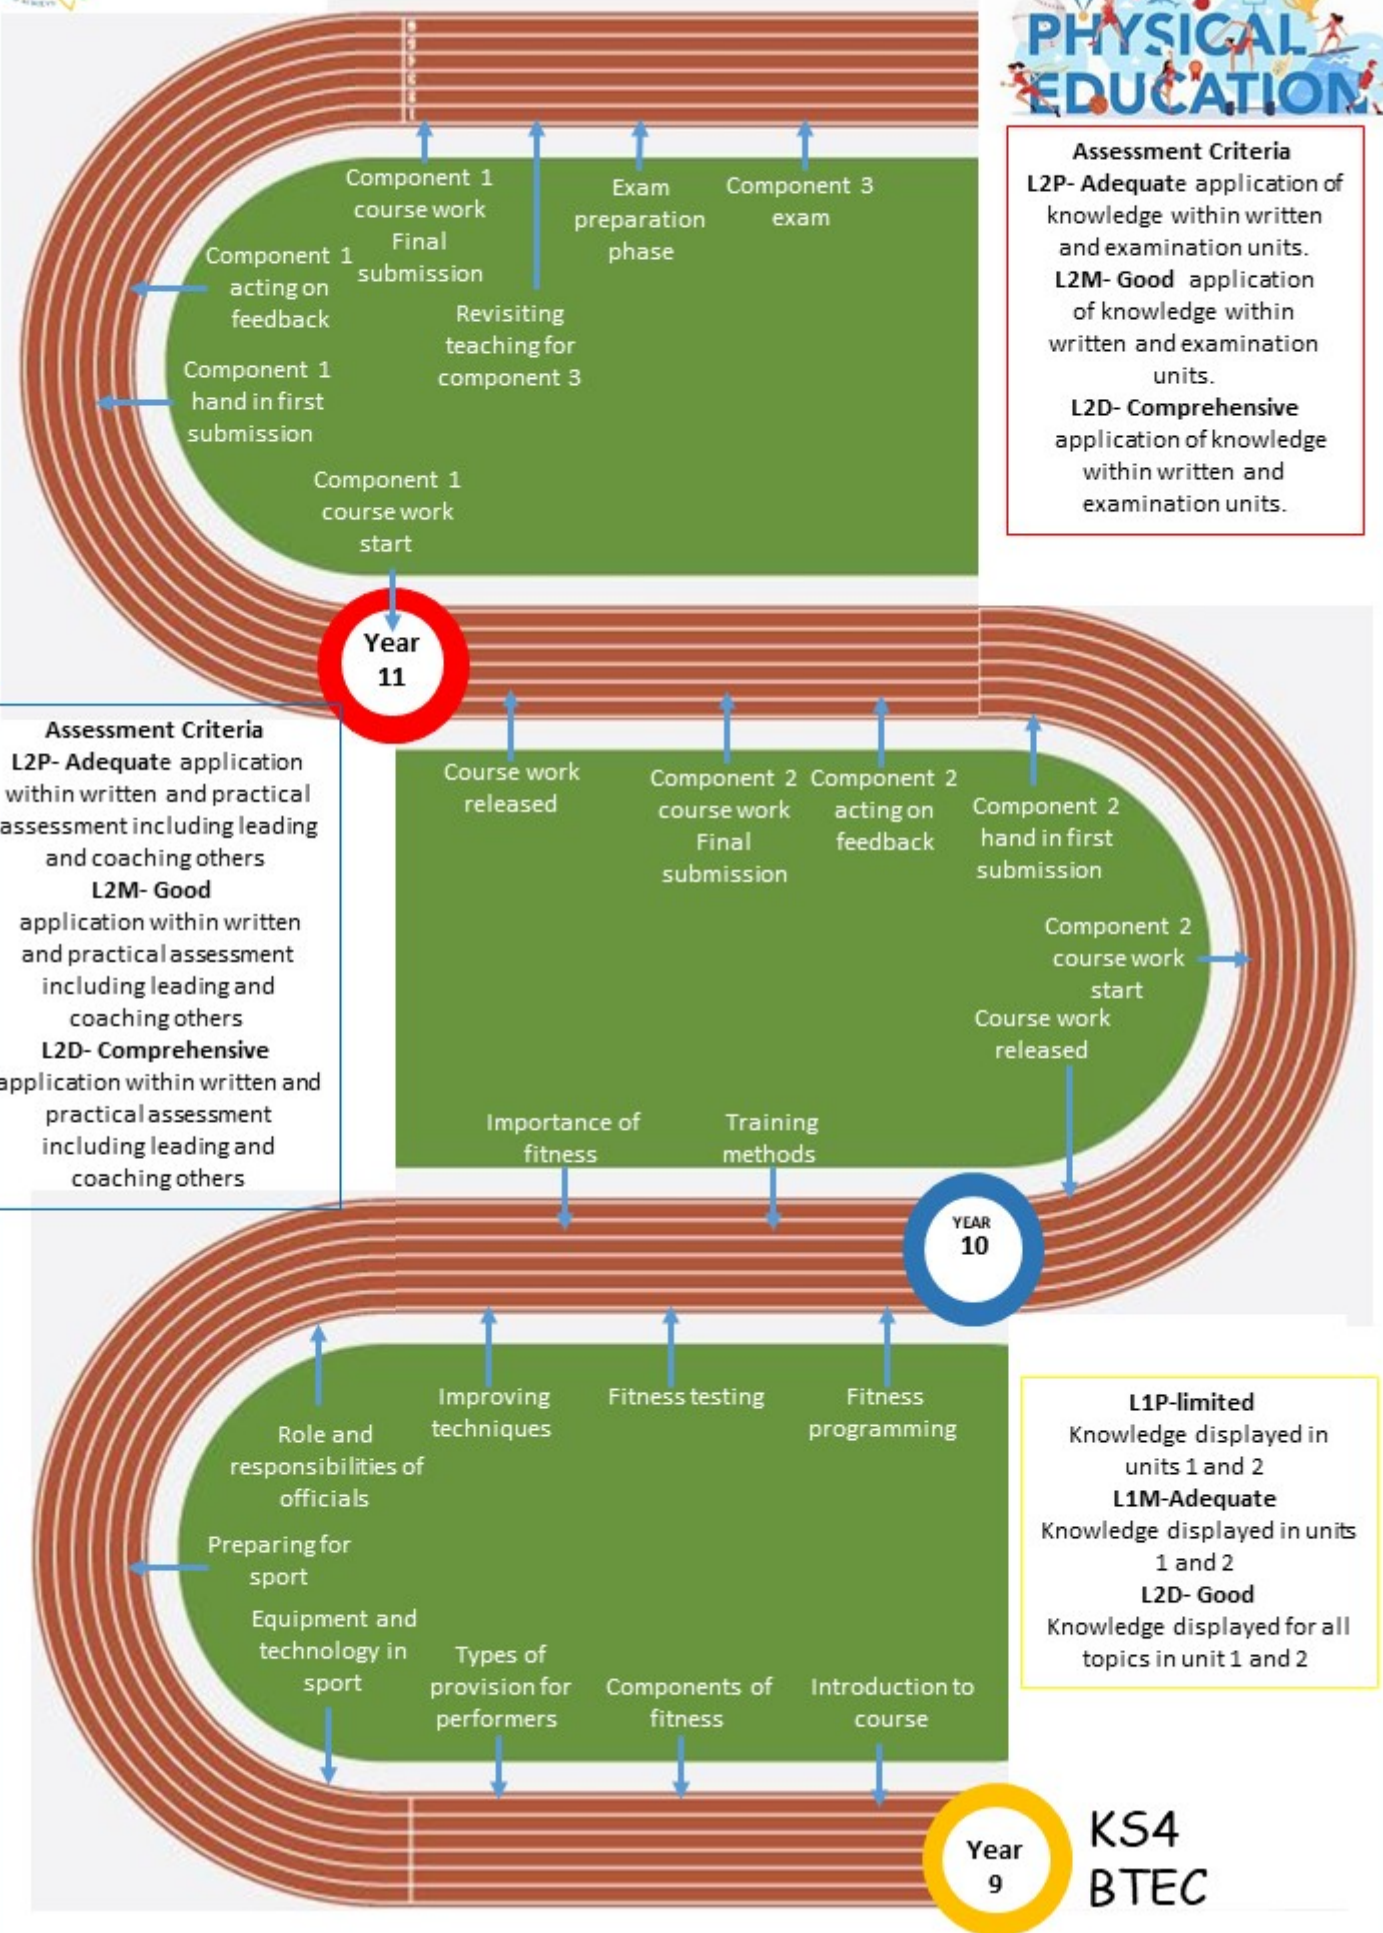 PHYSICAL
EDUCATION
Assessment Criteria
L2P- Adequate application of
knowledge within written
and examination units.
L2M- Good application
of knowledge within
written and examination
units.
L2D- Comprehensive
application of knowledge
within written and
examination units.
Component 1
course work
Final
submission
Exam
preparation
phase
Component 3
exam
Component 1
acting on
feedback
Revisiting
teaching for
component 3
Component 1
hand in first
submission
Component 1
course work
start
Year
11
Assessment Criteria
L2P- Adequate application
within written and practical
assessment including leading
and coaching others
L2M- Good
application within written
and practical assessment
including leading and
coaching others
L2D- Comprehensive
application within written and
practical assessment
including leading and
coaching others
Course work
released
Component 2
course work
Final
submission
Component 2
acting on
feedback
Component 2
hand in first
submission
Component 2
course work
start
Course work
released
Importance of
fitness
Training
methods
YEAR
10
Role and
responsibilities of
officials
Improving
techniques
Fitness testing
Fitness
programming
L1P-limited
Knowledge displayed in
units 1 and 2
L1M-Adequate
Knowledge displayed in units
1 and 2
L2D- Good
Knowledge displayed for all
topics in unit 1 and 2
Preparing for
sport
Equipment and
technology in
sport
Types of
provision for
performers
Components of
fitness
Introduction to
course
Year
9
KS4
BTEC